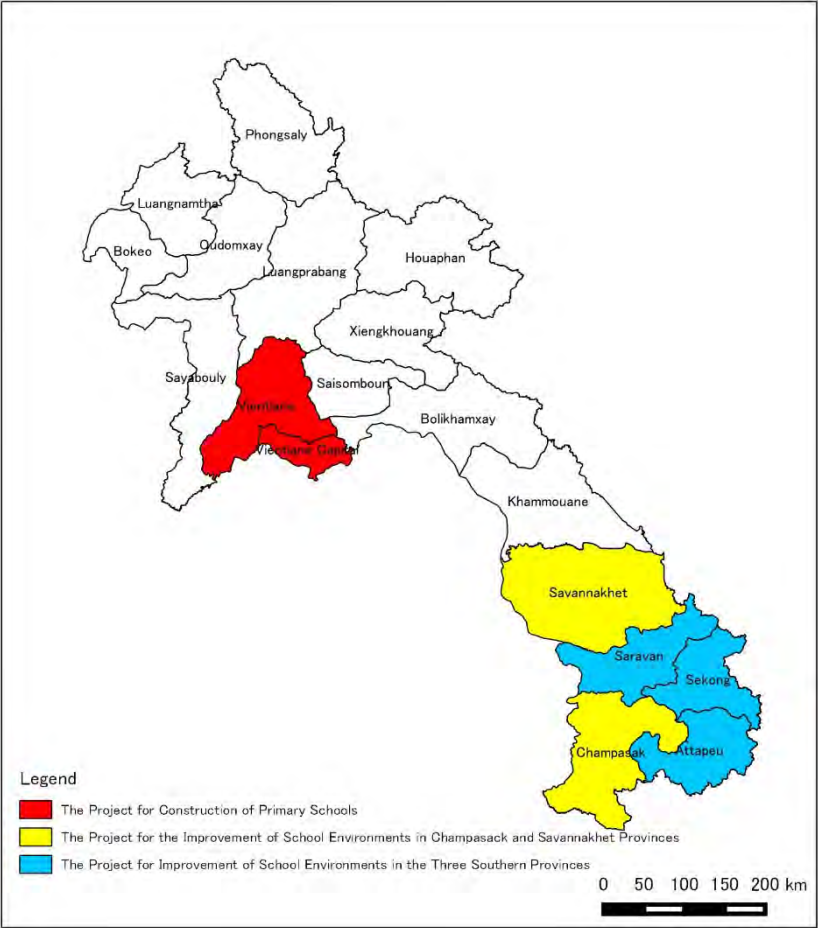 Phongsaly
Luangnamtha
Bokeo
Oudomxay
Luangprabang
Houaphan
Xiengkhouang
Sayabouly
Saisomboun
Vientiane
Bolikhamxay
Vientiane Capital
Khammouane
Savannakhet
Saravan
Sekong
Champasak
Attapeu
Legend
The Project for Construction of Primary Schools
The Project for the Improvement of School Environments in Champasack and Savannakhet Provinces
The Project for Improvement of School Environments in the Three Southern Provinces
0 50 100 150 200 km